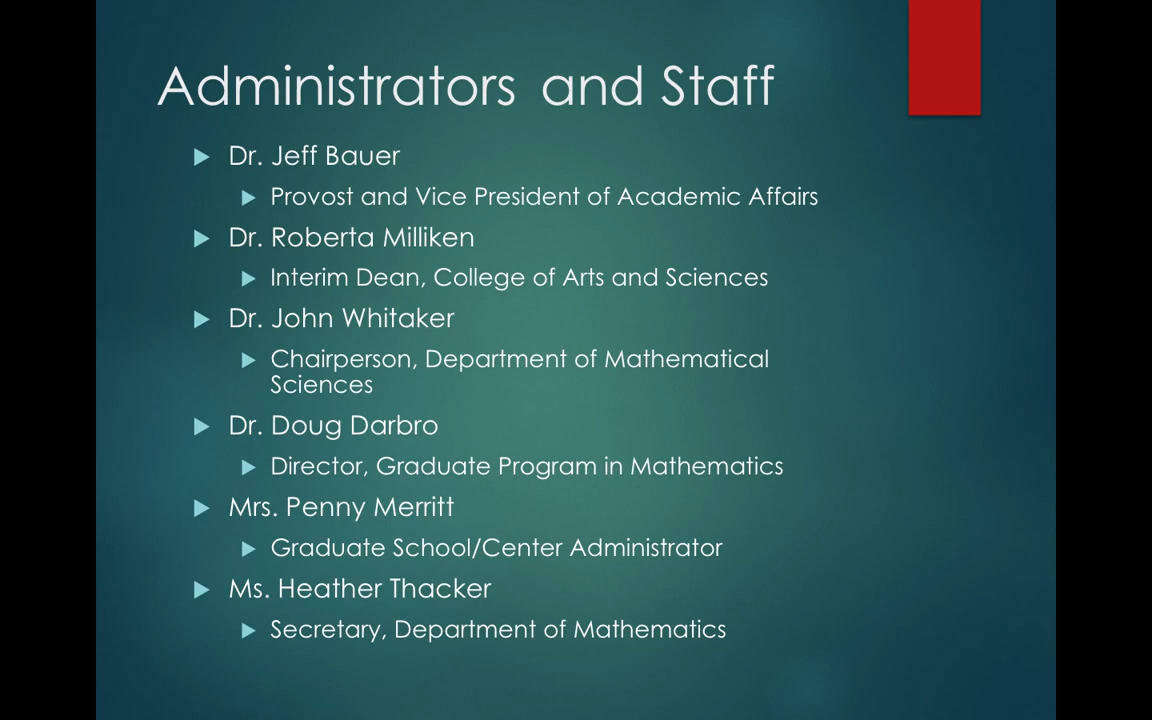 Administrators and Staff
Dr. Jeff Bauer
Provost and Vice President of Academic Affairs
Dr. Roberta Milliken
Interim Dean, College of Arts and Sciences
Dr. John Whitaker
Chairperson, Department of Mathematical
Sciences
Dr. Doug Darbro
Director, Graduate Program in Mathematics
Mrs. Penny Merritt
Graduate School/Center Administrator
Ms. Heather Thacker
Secretary, Department of Mathematics